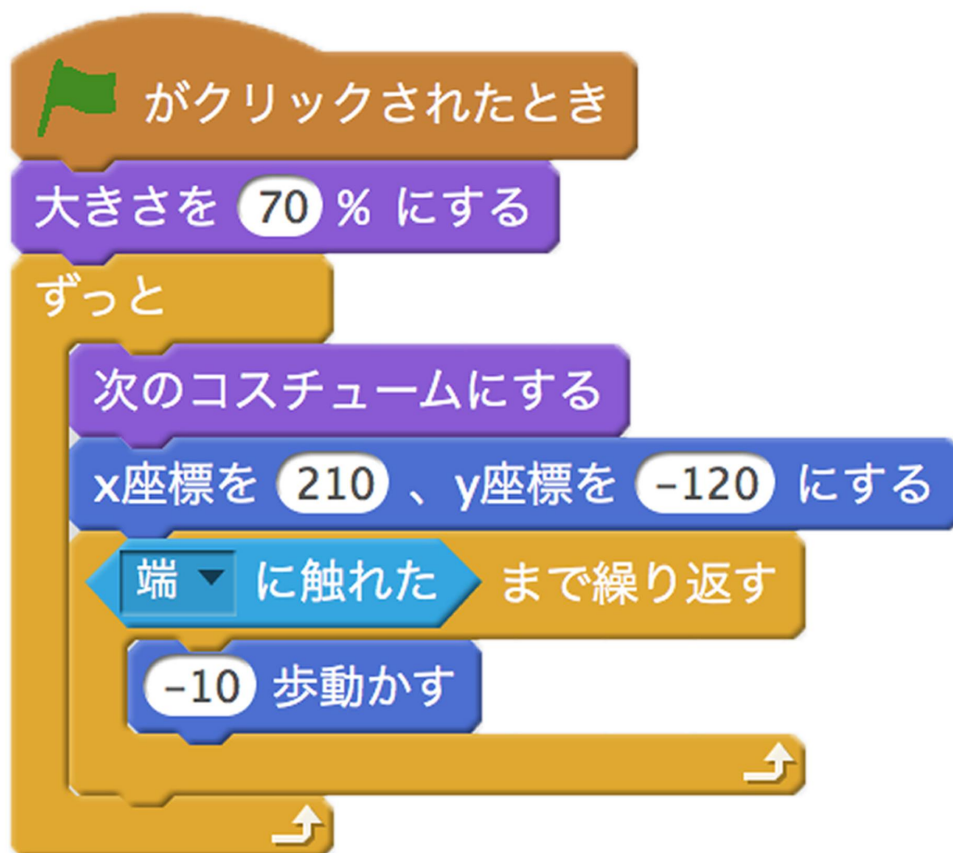 がクリックされたとき
大きさを 70 % にする
ずっと
次のコスチュームにする
x座標を 210 、y座標を -120 にする
端 に触れた まで繰り返す
-10 歩動かす